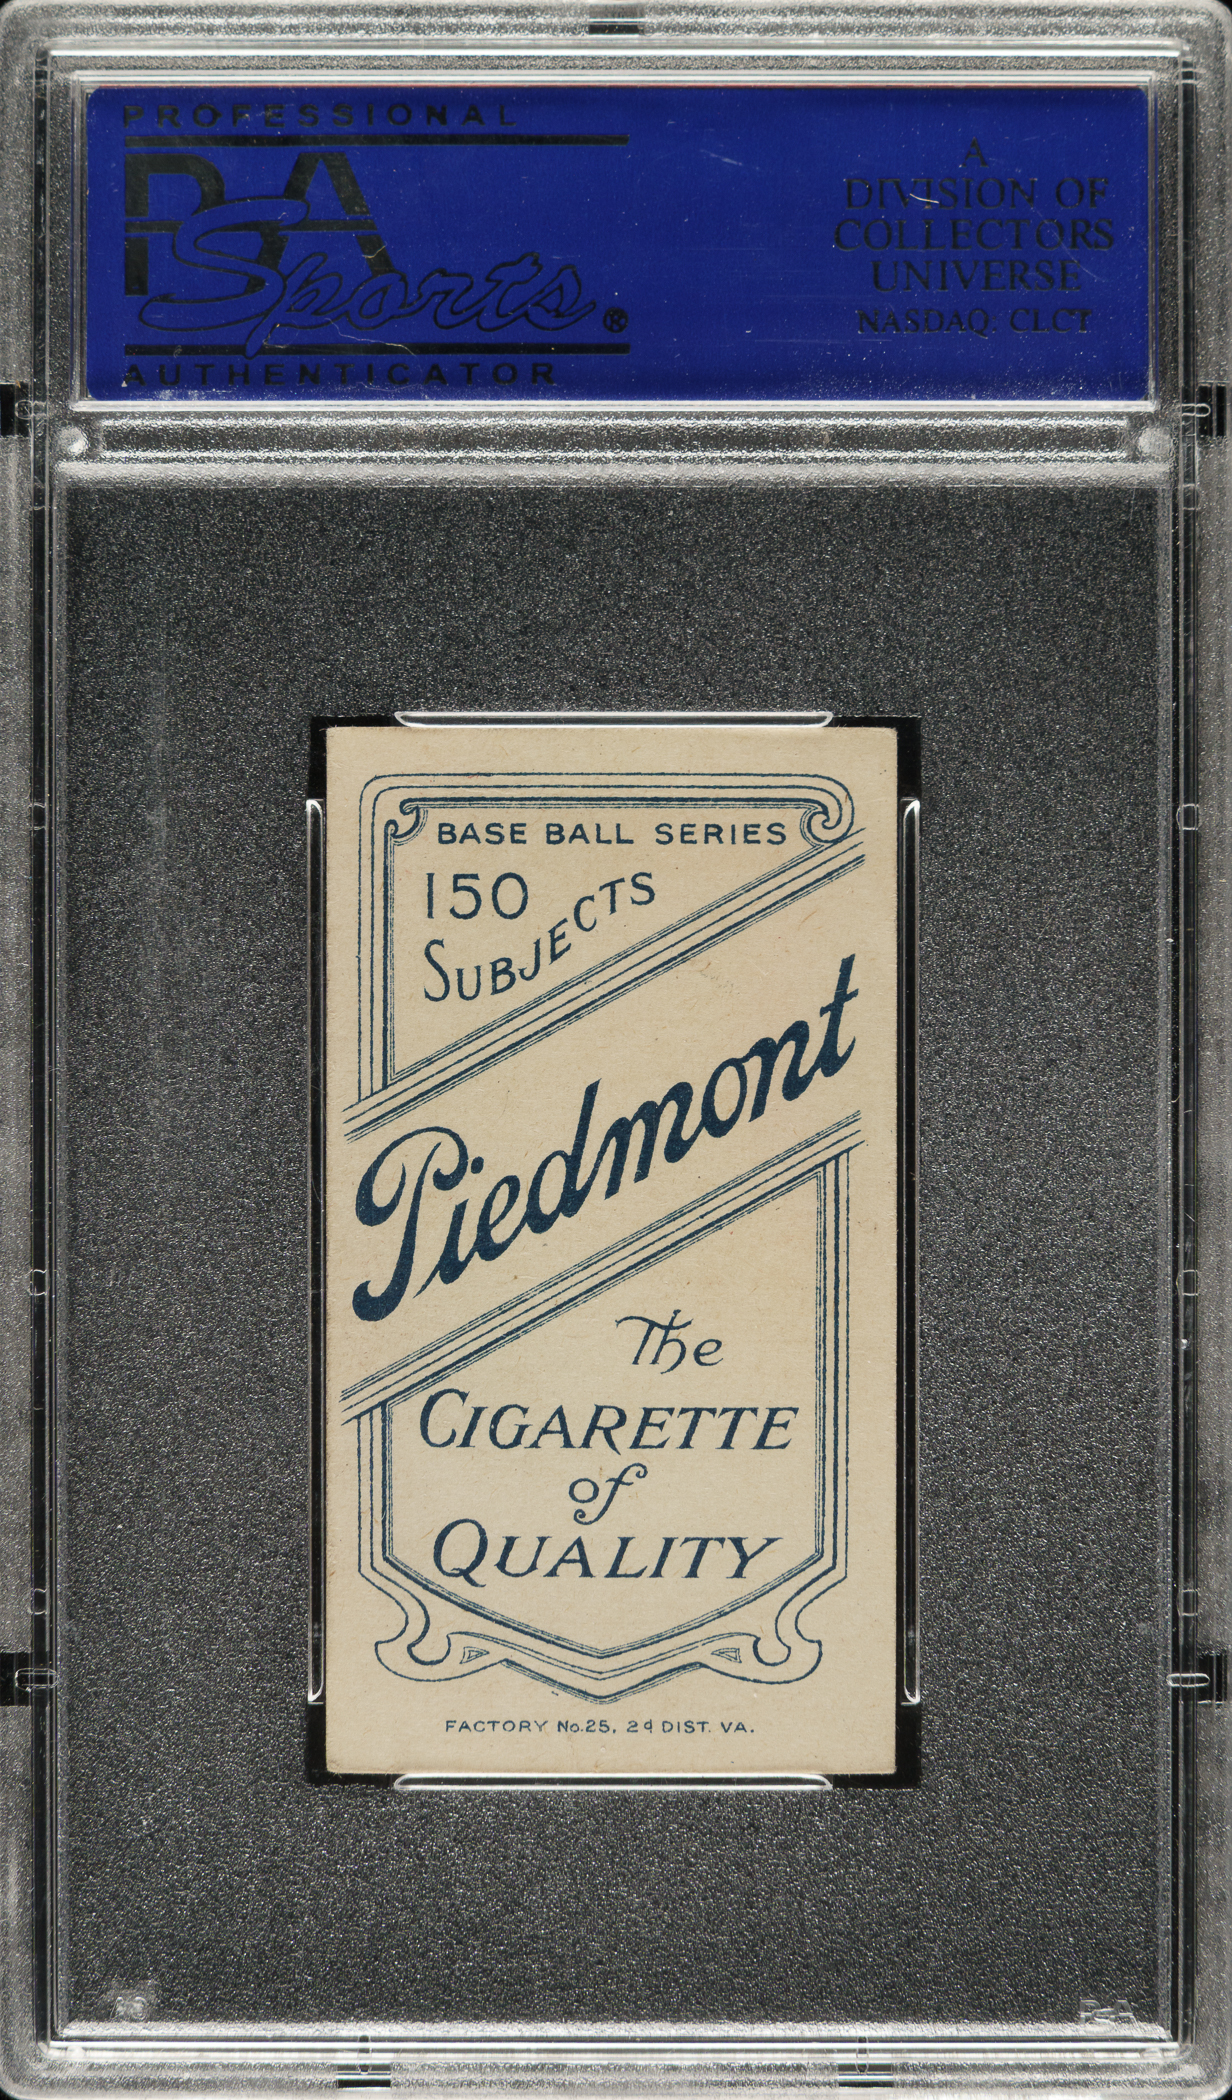 PROFESSIONAL
PSA
Sports®
AUTHENTICATOR
A
DIVISION OF
COLLECTORS
UNIVERSE
NASDAQ: CLCT
BASE BALL SERIES
150
SUBJECTS
Piedmont
The
CIGARETTE
of
QUALITY
FACTORY No. 25, 2d DIST. VA.
PSA